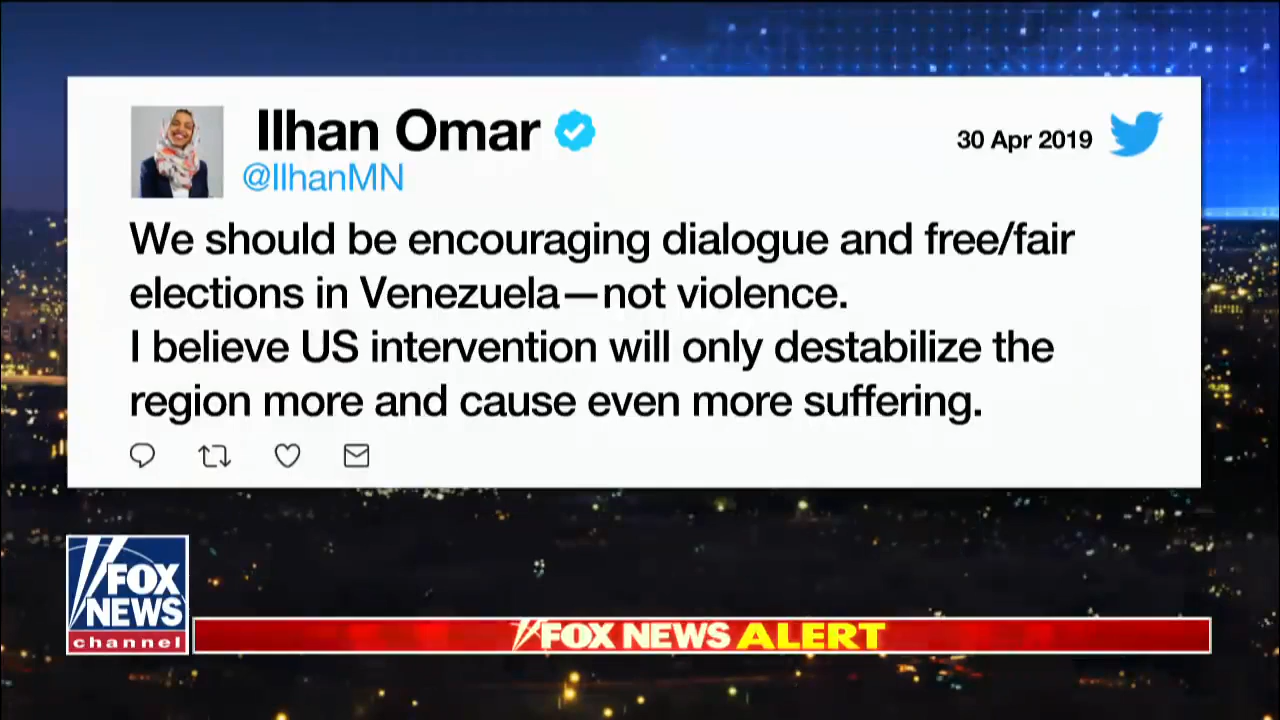 Ilhan Omar
30 Apr 2019
@IlhanMN
We should be encouraging dialogue and free/fair
elections in Venezuela—not violence.
I believe US intervention will only destabilize the
region more and cause even more suffering.
FOX
NEWS
channel
FOX NEWS ALERT